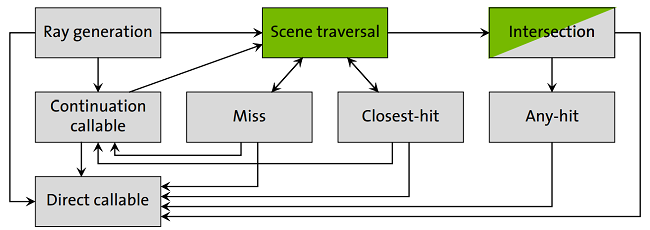 Ray generation
Scene traversal
Intersection
Continuation
callable
Miss
Closest-hit
Any-hit
Direct callable